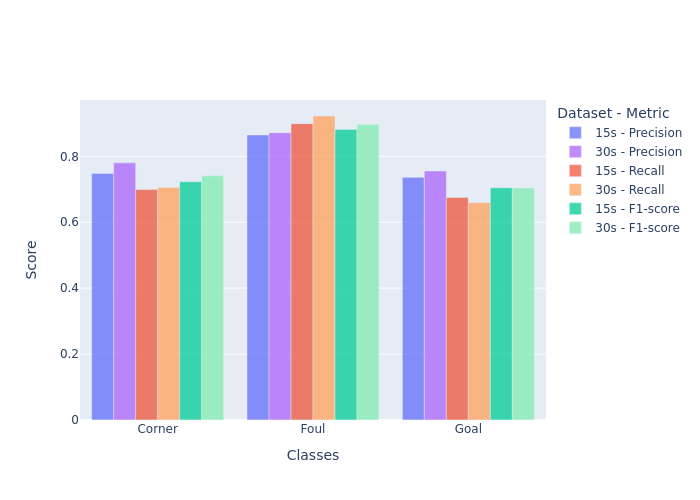 Dataset - Metric
15s - Precision
30s - Precision
15s - Recall
30s - Recall
15s - F1-score
30s - F1-score
Score
0.8
0.6
0.4
0.2
0
Corner Foul Goal
Classes